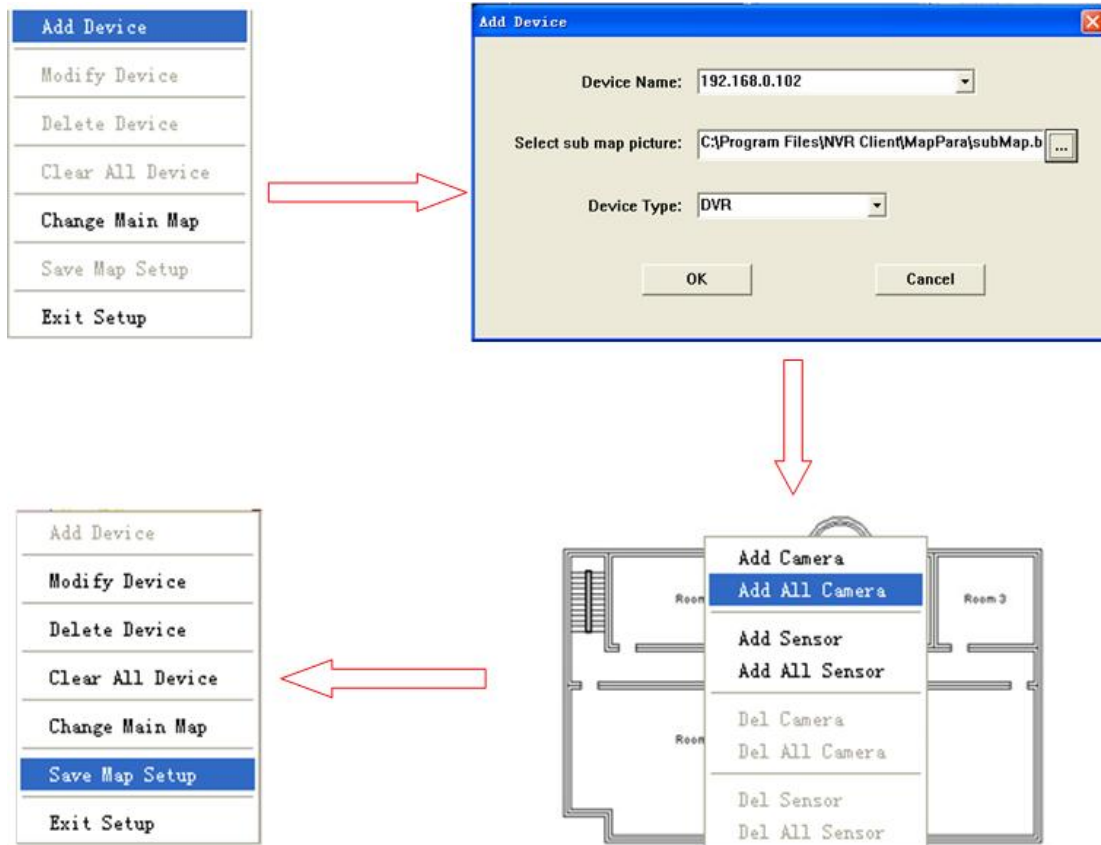 Add Device
Modify Device
Delete Device
Clear All Device
Change Main Map
Save Map Setup
Exit Setup
Add Device
Device Name: 192.168.0.102
Select sub map picture: C:\Program Files\NVR Client\MapPara\subMap.b ...
Device Type: DVR
OK Cancel
Add Device
Modify Device
Delete Device
Clear All Device
Change Main Map
Save Map Setup
Exit Setup
Add Camera
Room Add All Camera Room 3
Add Sensor
Add All Sensor
Del Camera
Room
Del All Camera
Del Sensor
Del All Sensor